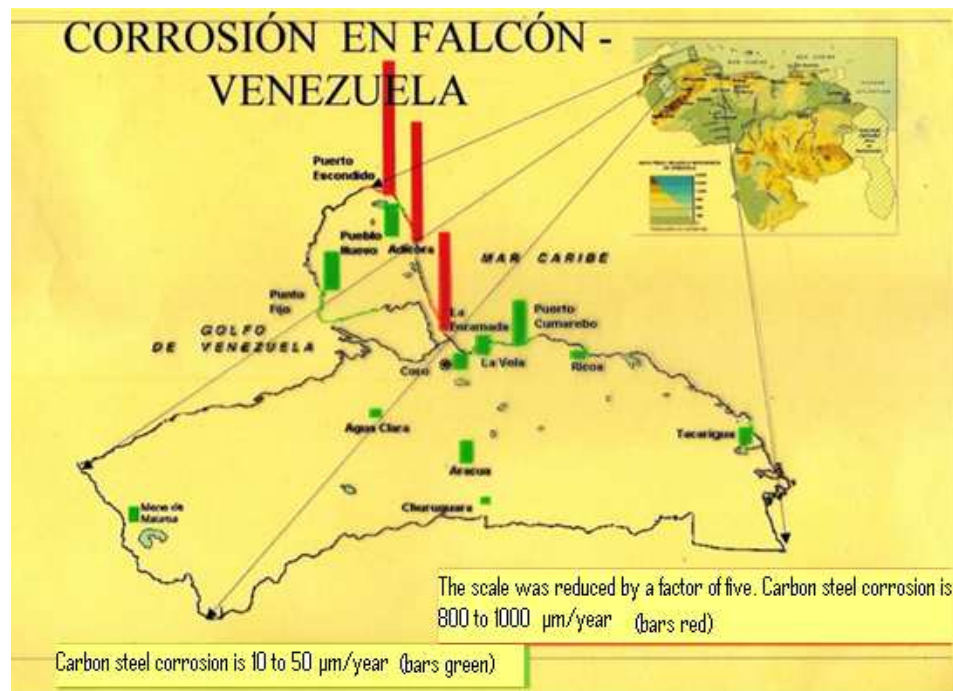 CORROSIÓN EN FALCÓN -
VENEZUELA
Puerto
Escondido
Pueblo
Nuevo
Adícora
MAR CARIBE
Punto
Fijo
La
Enramada
Puerto
Cumarebo
GOLFO
DE VENEZUELA
Coro
La Vela
Ricoa
Agua Clara
Tacarigua
Aracua
Churuguara
Mene de
Mauroa
The scale was reduced by a factor of five. Carbon steel corrosion is
800 to 1000 µm/year (bars red)
Carbon steel corrosion is 10 to 50 µm/year (bars green)